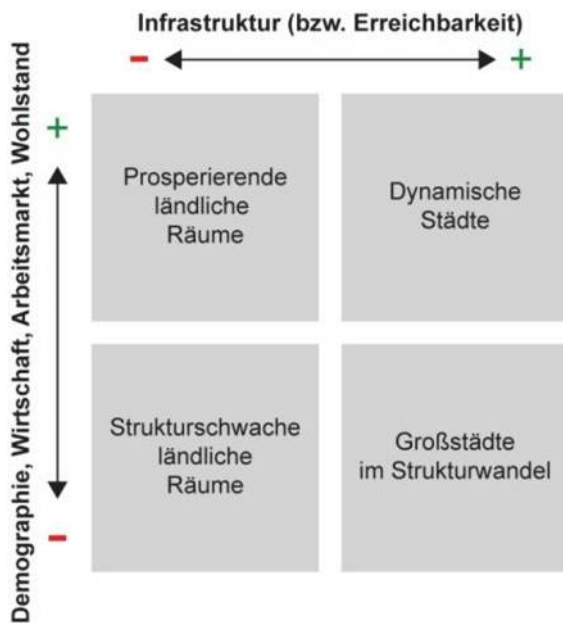 Infrastruktur (bzw. Erreichbarkeit)
− +
Demographie, Wirtschaft, Arbeitsmarkt, Wohlstand
+
−
Prosperierende
ländliche
Räume
Dynamische
Städte
Strukturschwache
ländliche
Räume
Großstädte
im Strukturwandel